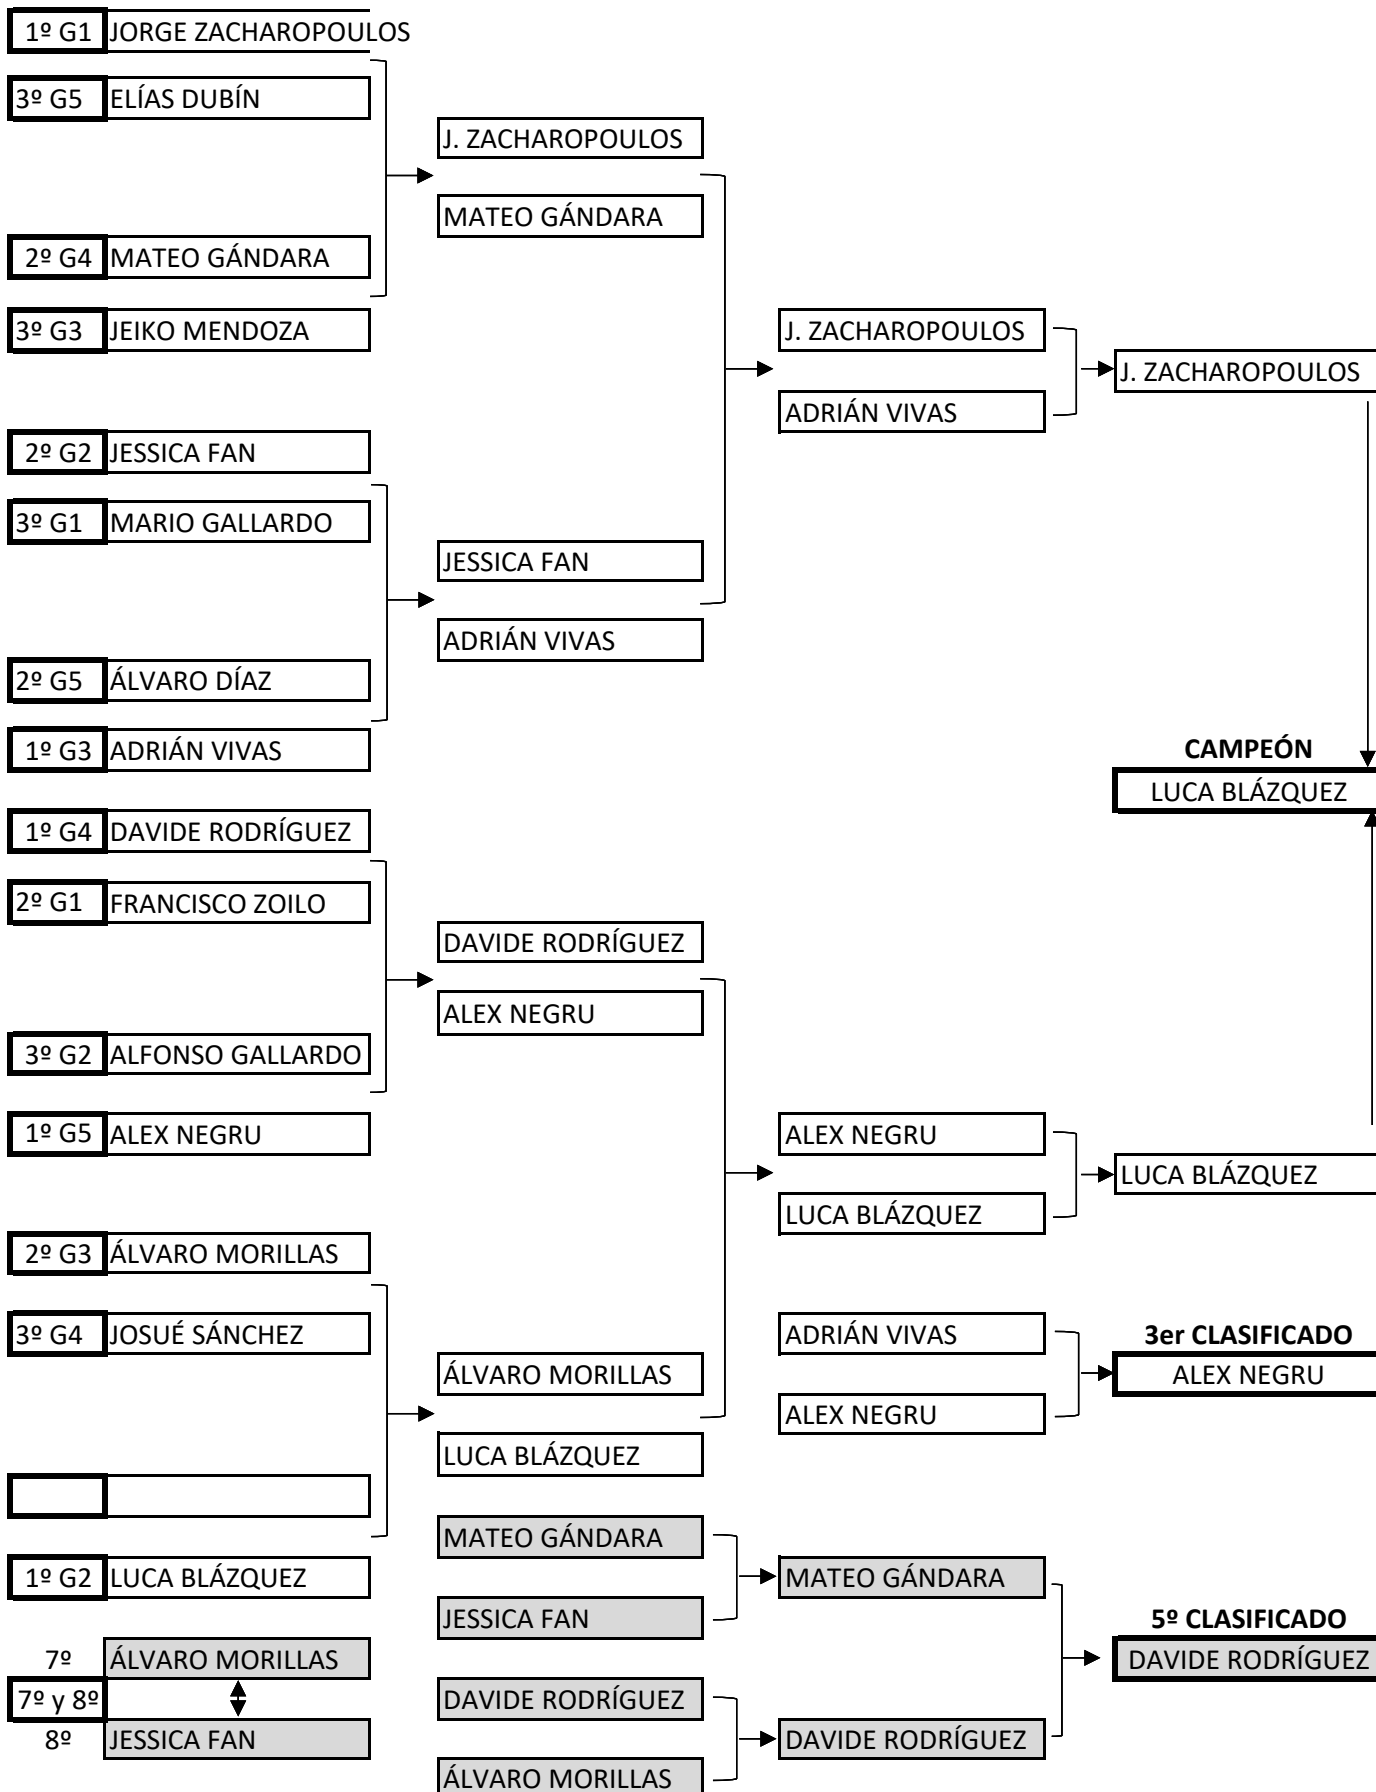 1º G1 JORGE ZACHAROPOULOS
3º G5 ELÍAS DUBÍN
2º G4 MATEO GÁNDARA
3º G3 JEIKO MENDOZA
2º G2 JESSICA FAN
3º G1 MARIO GALLARDO
2º G5 ÁLVARO DÍAZ
1º G3 ADRIÁN VIVAS
1º G4 DAVIDE RODRÍGUEZ
2º G1 FRANCISCO ZOILO
3º G2 ALFONSO GALLARDO
1º G5 ALEX NEGRU
2º G3 ÁLVARO MORILLAS
3º G4 JOSUÉ SÁNCHEZ
1º G2 LUCA BLÁZQUEZ
7º ÁLVARO MORILLAS
7º y 8º
8º JESSICA FAN
J. ZACHAROPOULOS
MATEO GÁNDARA
JESSICA FAN
ADRIÁN VIVAS
DAVIDE RODRÍGUEZ
ALEX NEGRU
ÁLVARO MORILLAS
LUCA BLÁZQUEZ
MATEO GÁNDARA
JESSICA FAN
DAVIDE RODRÍGUEZ
ÁLVARO MORILLAS
J. ZACHAROPOULOS
ADRIÁN VIVAS
ALEX NEGRU
LUCA BLÁZQUEZ
ADRIÁN VIVAS
ALEX NEGRU
MATEO GÁNDARA
DAVIDE RODRÍGUEZ
J. ZACHAROPOULOS
CAMPEÓN
LUCA BLÁZQUEZ
LUCA BLÁZQUEZ
3er CLASIFICADO
ALEX NEGRU
5º CLASIFICADO
DAVIDE RODRÍGUEZ